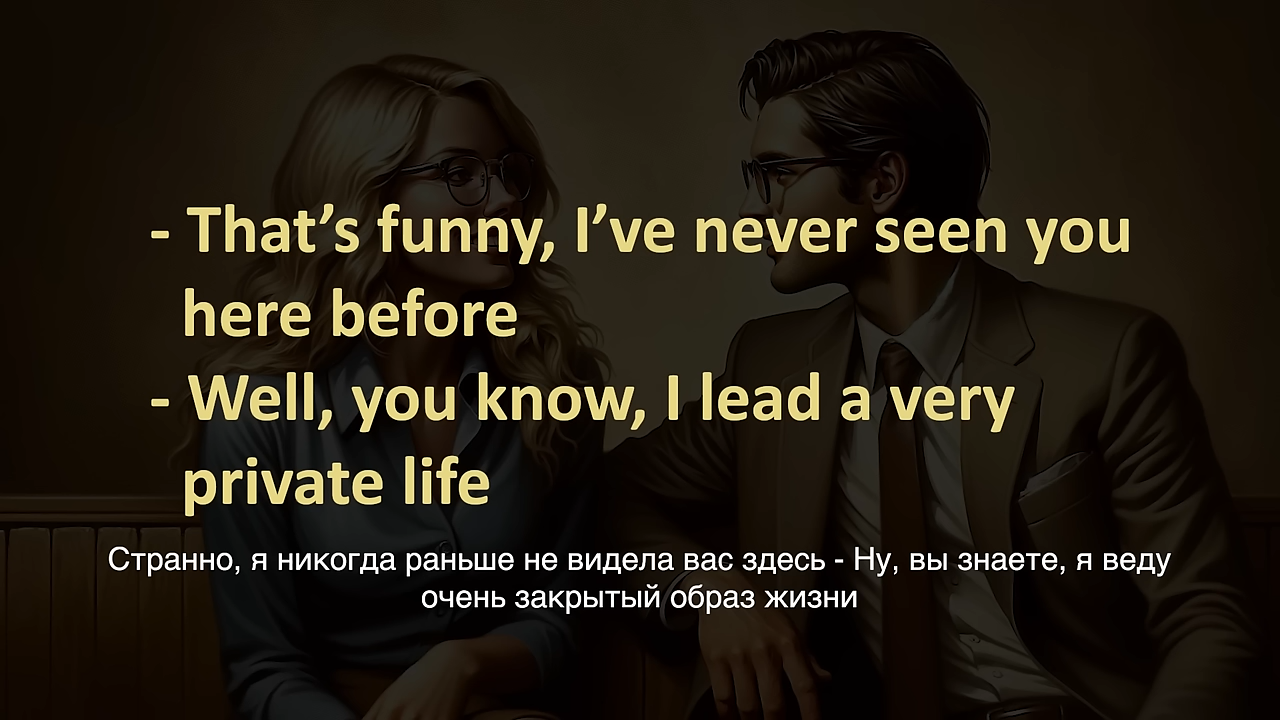 - That’s funny, I’ve never seen you
here before
- Well, you know, I lead a very
private life
Странно, я никогда раньше не видела вас здесь - Ну, вы знаете, я веду
очень закрытый образ жизни